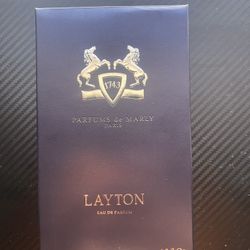 1743
PARFUMS de MARLY
PARIS
LAYTON
EAU DE PARFUM